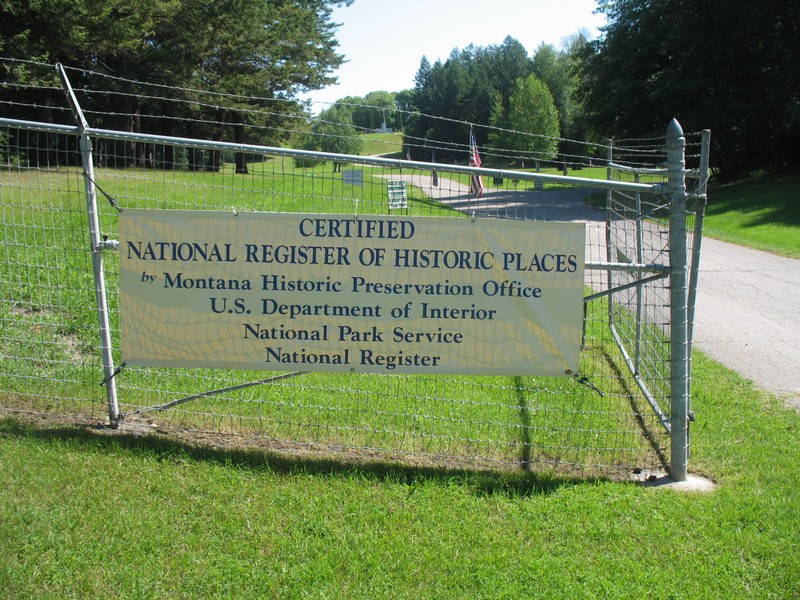 CERTIFIED
NATIONAL REGISTER OF HISTORIC PLACES
by Montana Historic Preservation Office
U.S. Department of Interior
National Park Service
National Register